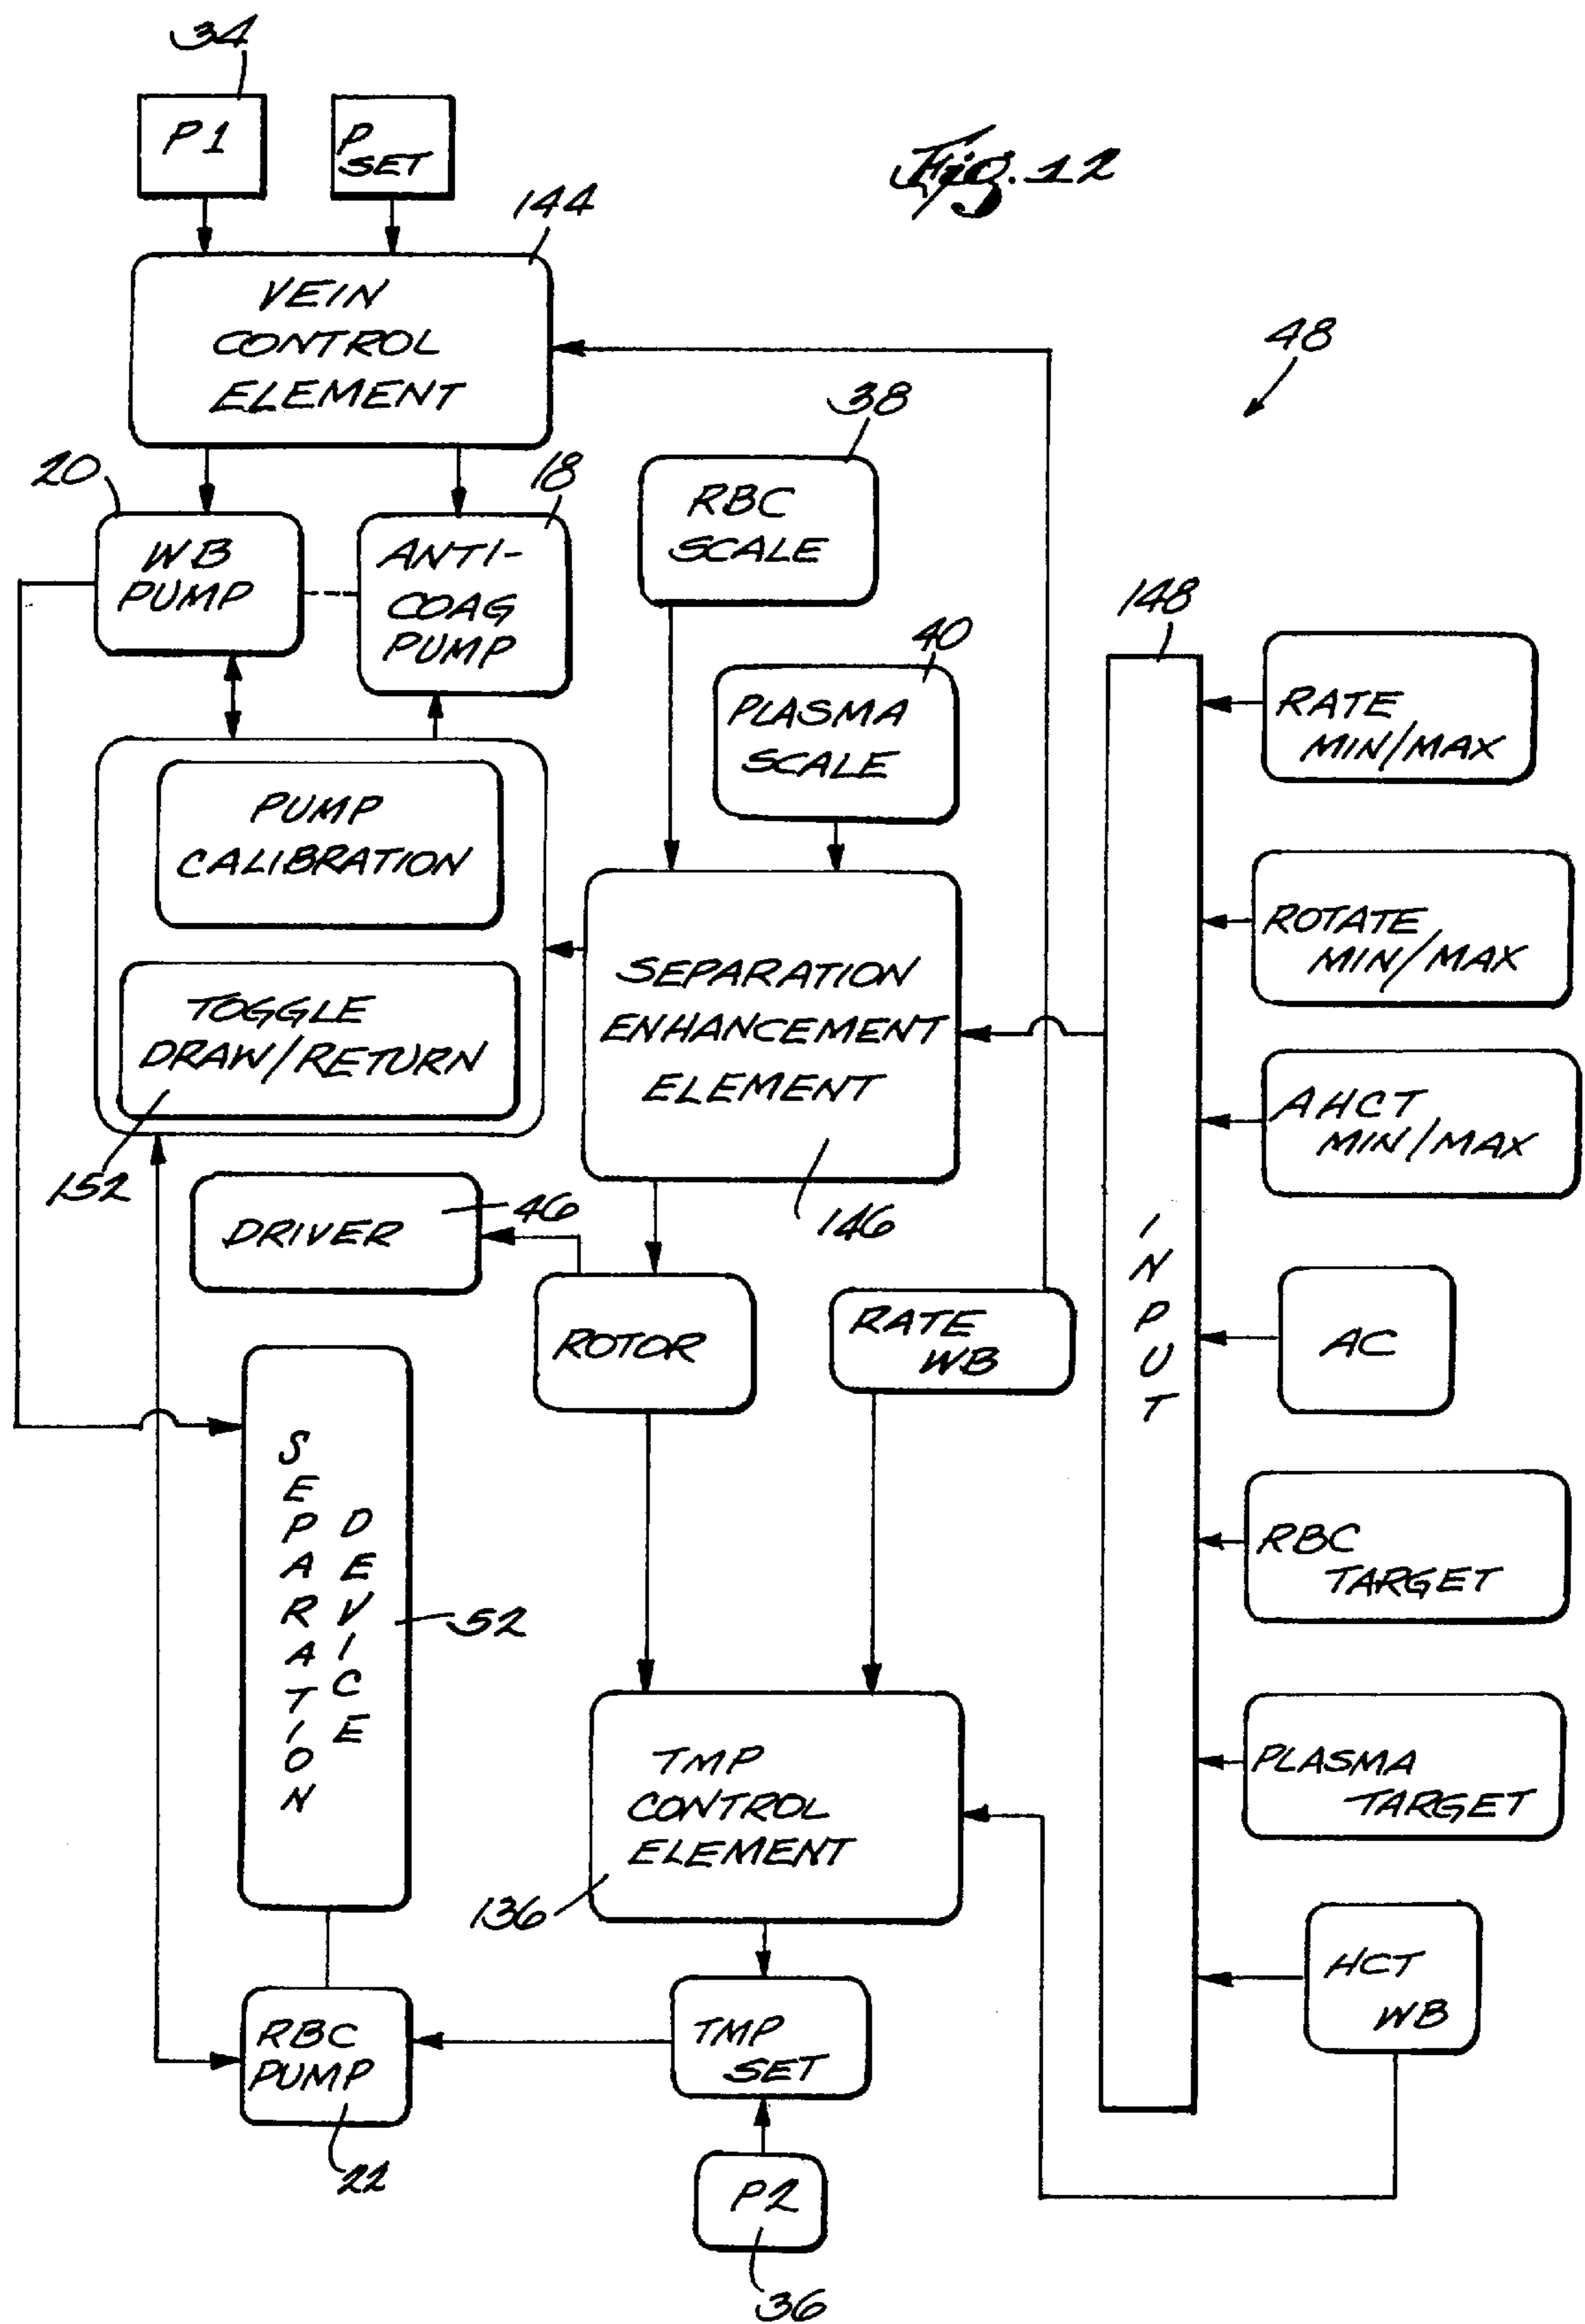 34
P1
P
SET
Fig. 12
144
VEIN
CONTROL
ELEMENT
48
38
20
18
RBC
SCALE
WB
PUMP
ANTI-
COAG
PUMP
148
40
PLASMA
SCALE
RATE
MIN/MAX
PUMP
CALIBRATION
ROTATE
MIN/MAX
SEPARATION
ENHANCEMENT
ELEMENT
TOGGLE
DRAW/RETURN
AHCT
MIN/MAX
152
46
146
DRIVER
INPUT
ROTOR
RATE
WB
AC
SEPARATION
DEVICE
52
RBC
TARGET
TMP
CONTROL
ELEMENT
PLASMA
TARGET
136
HCT
WB
RBC
PUMP
TMP
SET
22
P2
36